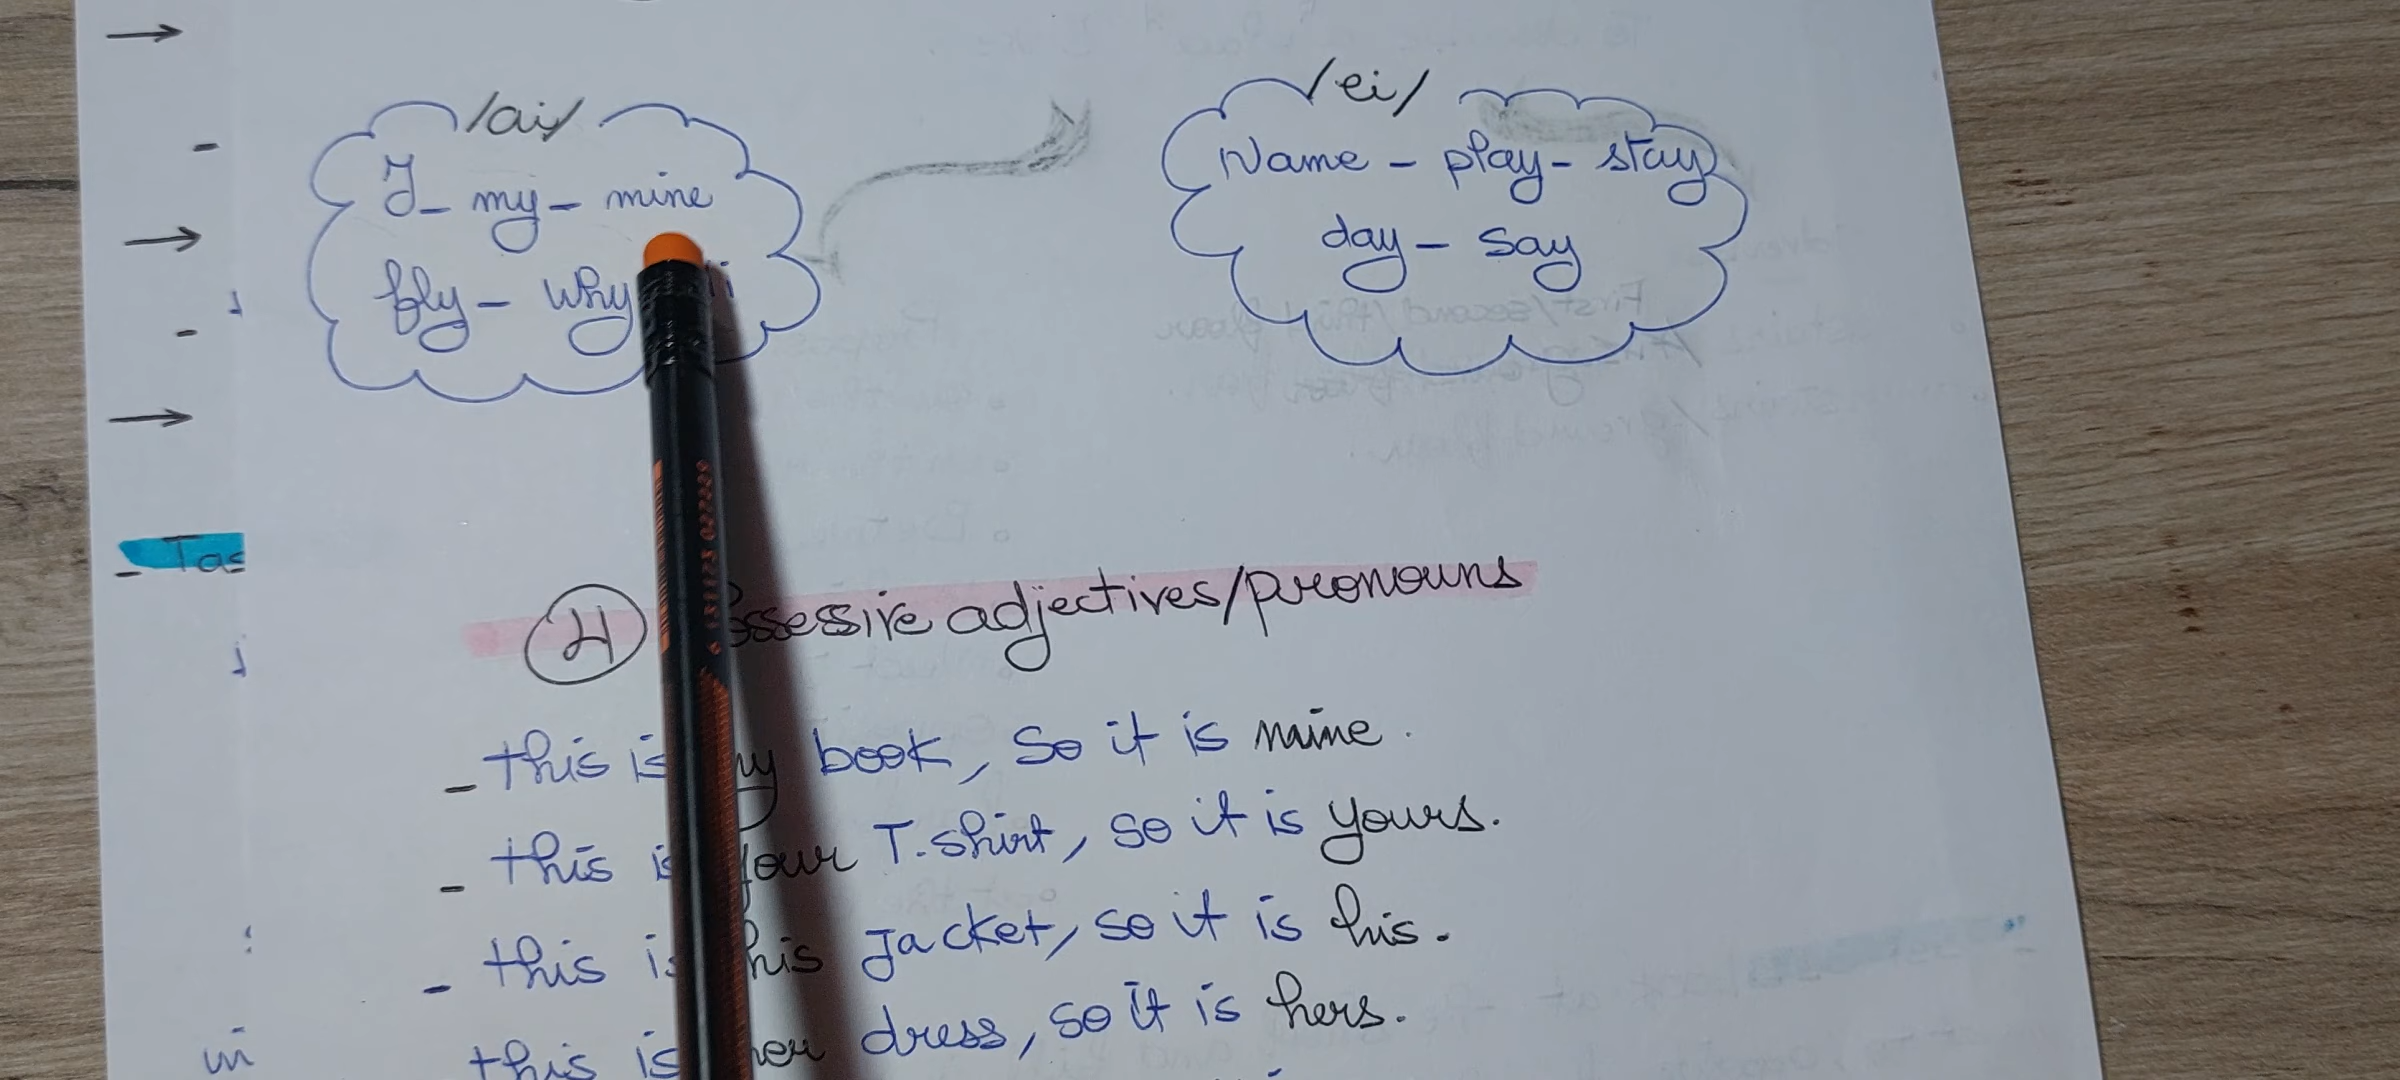 /ai/
I - my - mine
fly - why
/ei/
Name - play - stay
day - say
Tas
4 adjectives/pronouns
- this is book, So it is mine.
- this is T.shirt, so it is yours.
- this is his Jacket, so it is his.
this is dress, so it is hers.